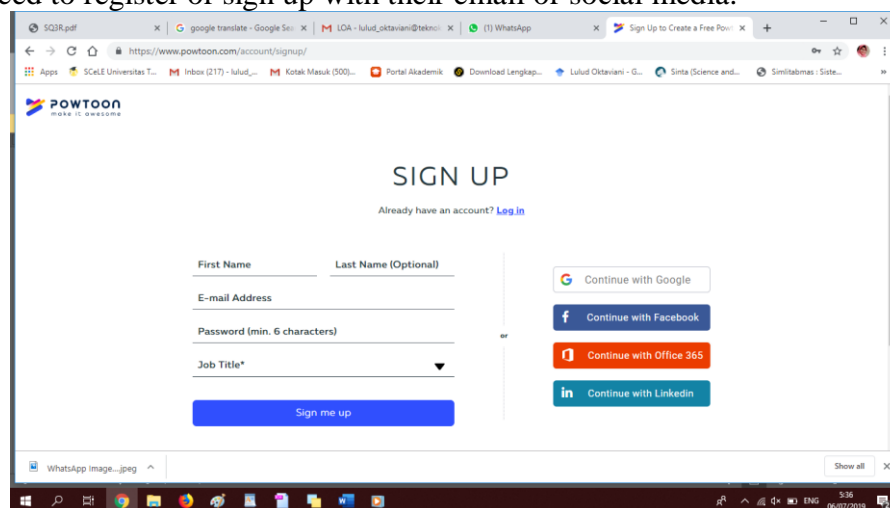 eed to register or sign up with their email or social media.
SQ3R.pdf
google translate - Google Sea
LOA - lulud_oktaviani@teknok
(1) WhatsApp
Sign Up to Create a Free Powt
https://www.powtoon.com/account/signup/
Apps SCeLE Universitas T... Inbox (217) - lulud_... Kotak Masuk (500)... Portal Akademik Download Lengkap... Lulud Oktaviani - G... Sinta (Science and... Similitabmas : Siste...
POWTOON
make it awesome
SIGN UP
Already have an account? Log in
First Name Last Name (Optional)
E-mail Address
Password (min. 6 characters)
Job Title*
Sign me up
or
Continue with Google
Continue with Facebook
Continue with Office 365
Continue with Linkedin
WhatsApp Image....jpeg
Show all
ENG
5:36
06/07/2019